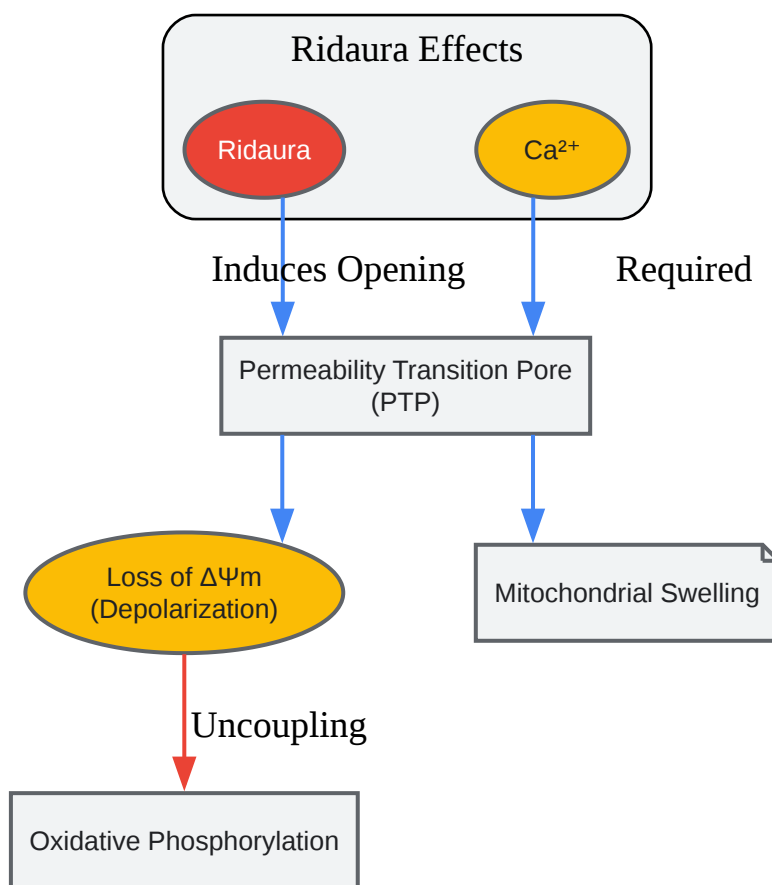 Ridaura Effects
Ridaura
Ca²⁺
Induces Opening
Required
Permeability Transition Pore
(PTP)
Loss of ΔΨm
(Depolarization)
Mitochondrial Swelling
Uncoupling
Oxidative Phosphorylation